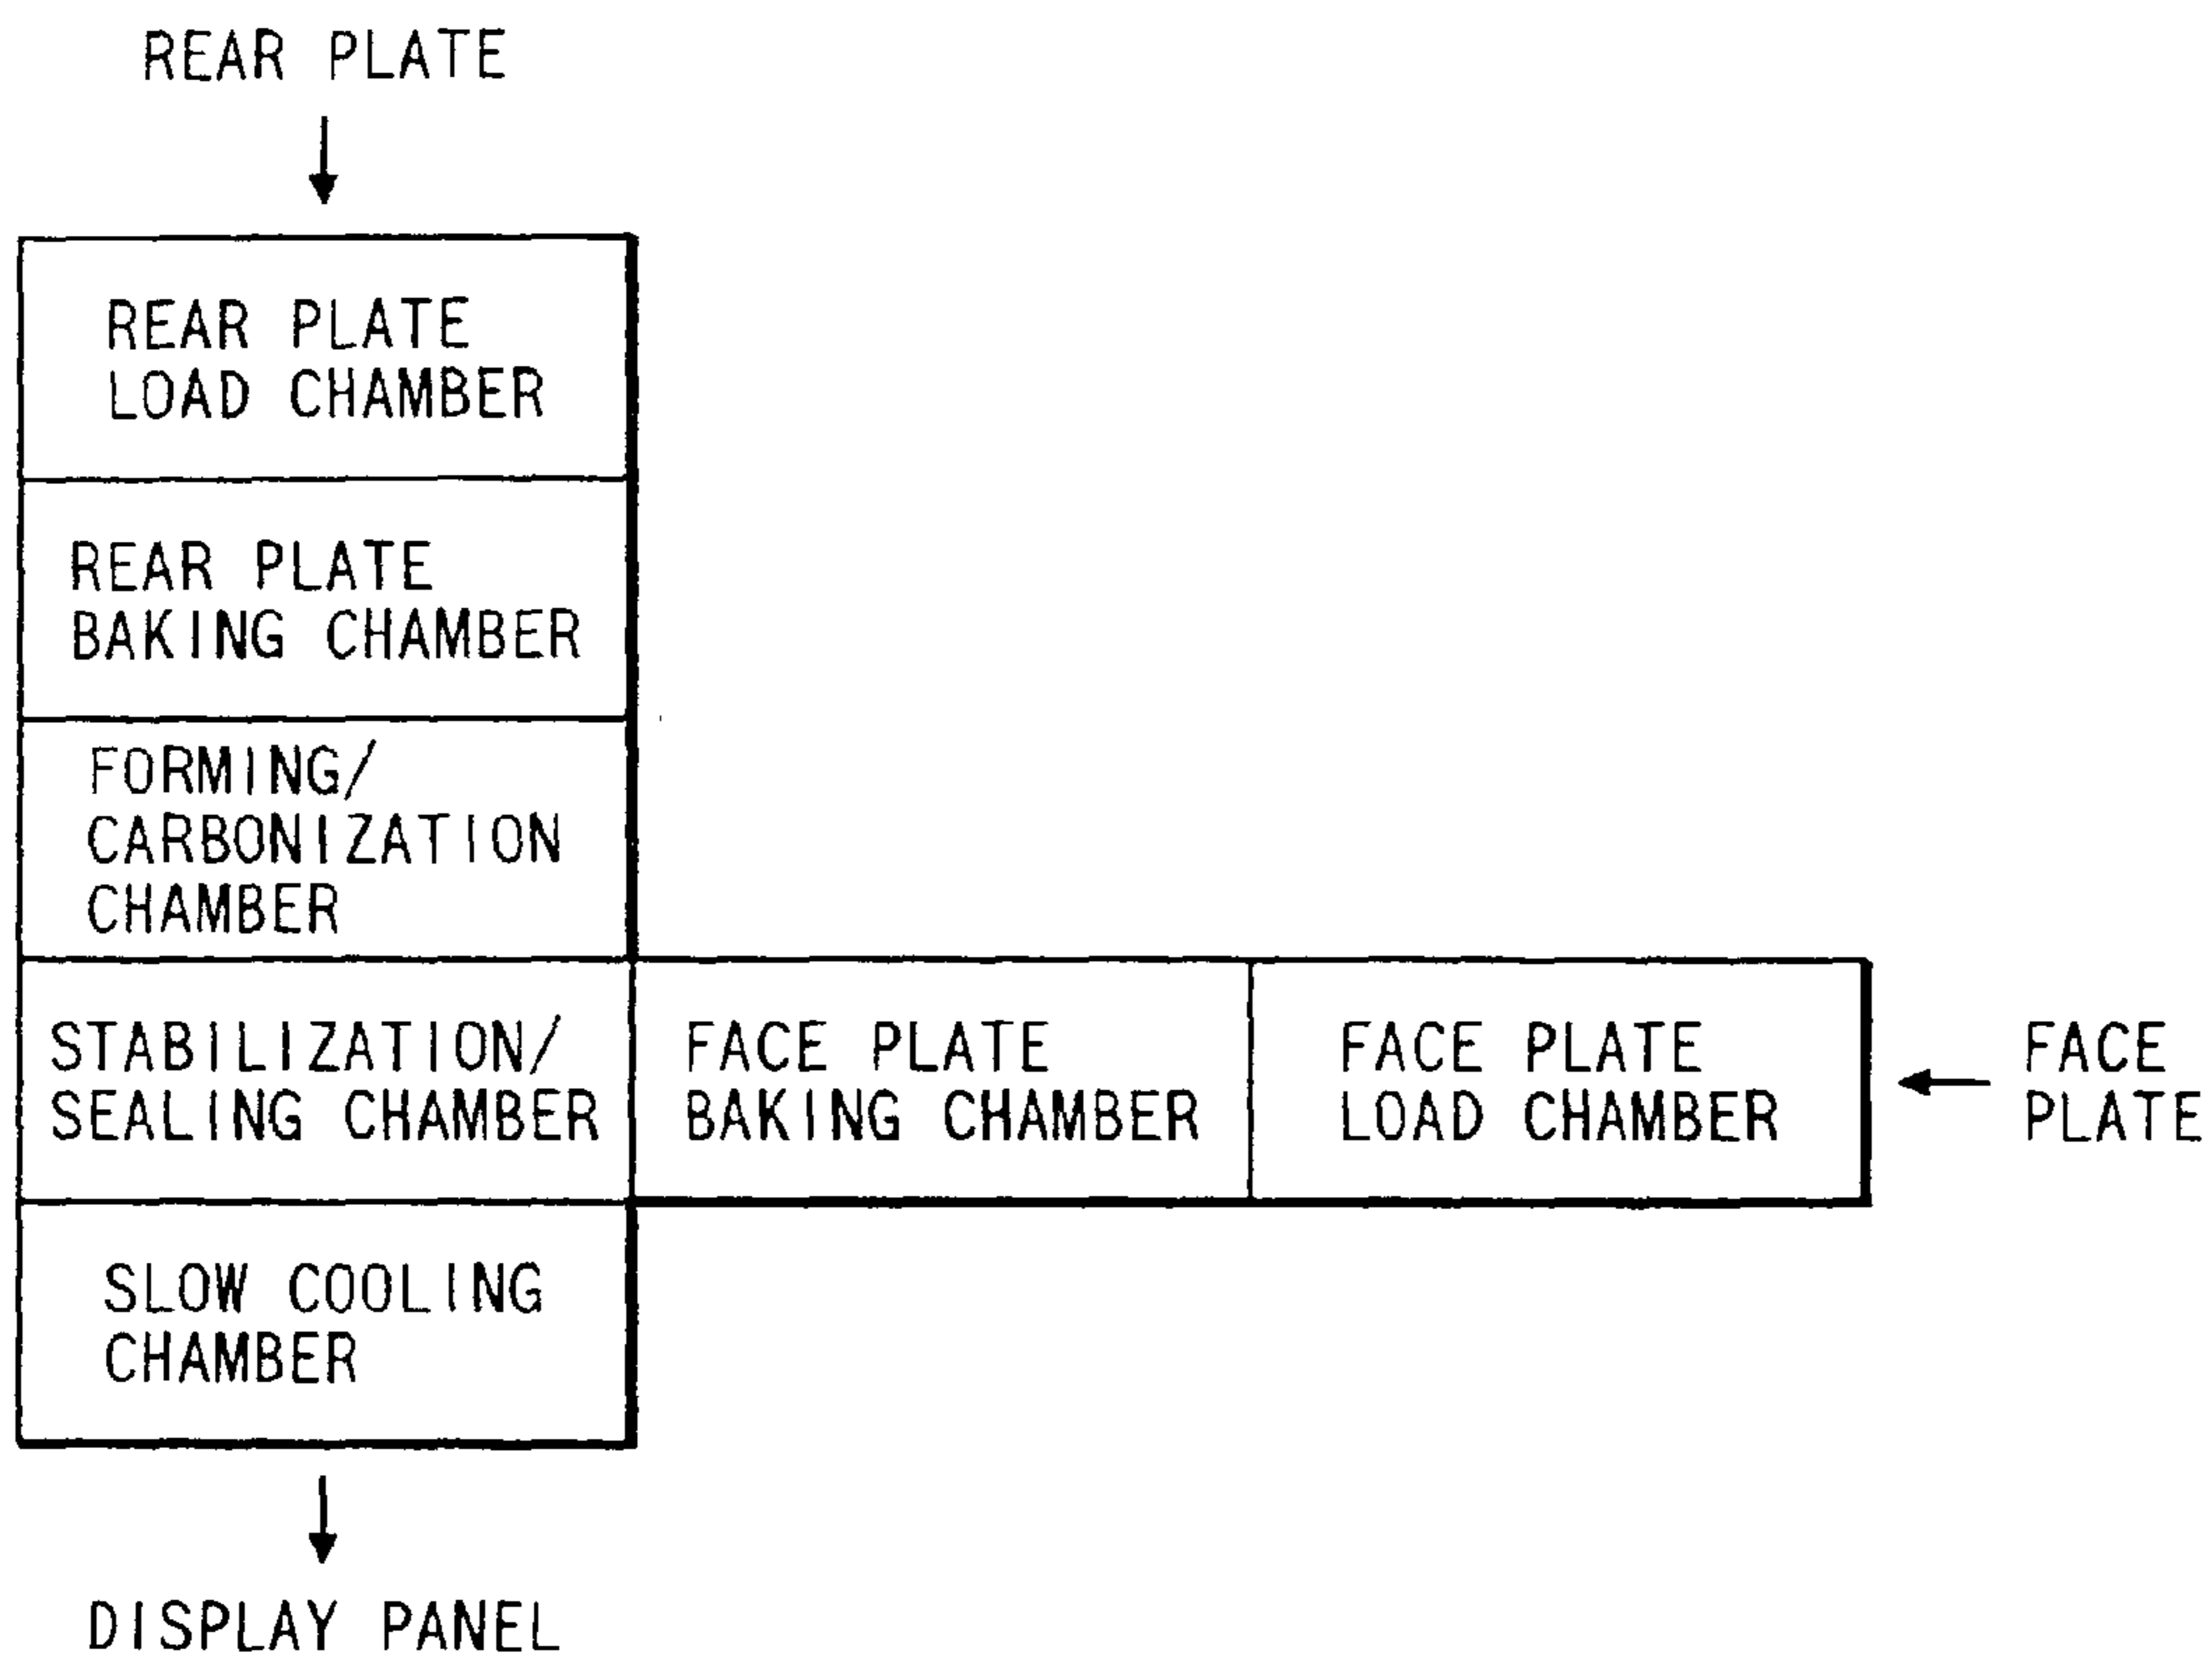 REAR PLATE
REAR PLATE
LOAD CHAMBER
REAR PLATE
BAKING CHAMBER
FORMING/
CARBONIZATION
CHAMBER
STABILIZATION/
SEALING CHAMBER
FACE PLATE
BAKING CHAMBER
FACE PLATE
LOAD CHAMBER
FACE
PLATE
SLOW COOLING
CHAMBER
DISPLAY PANEL